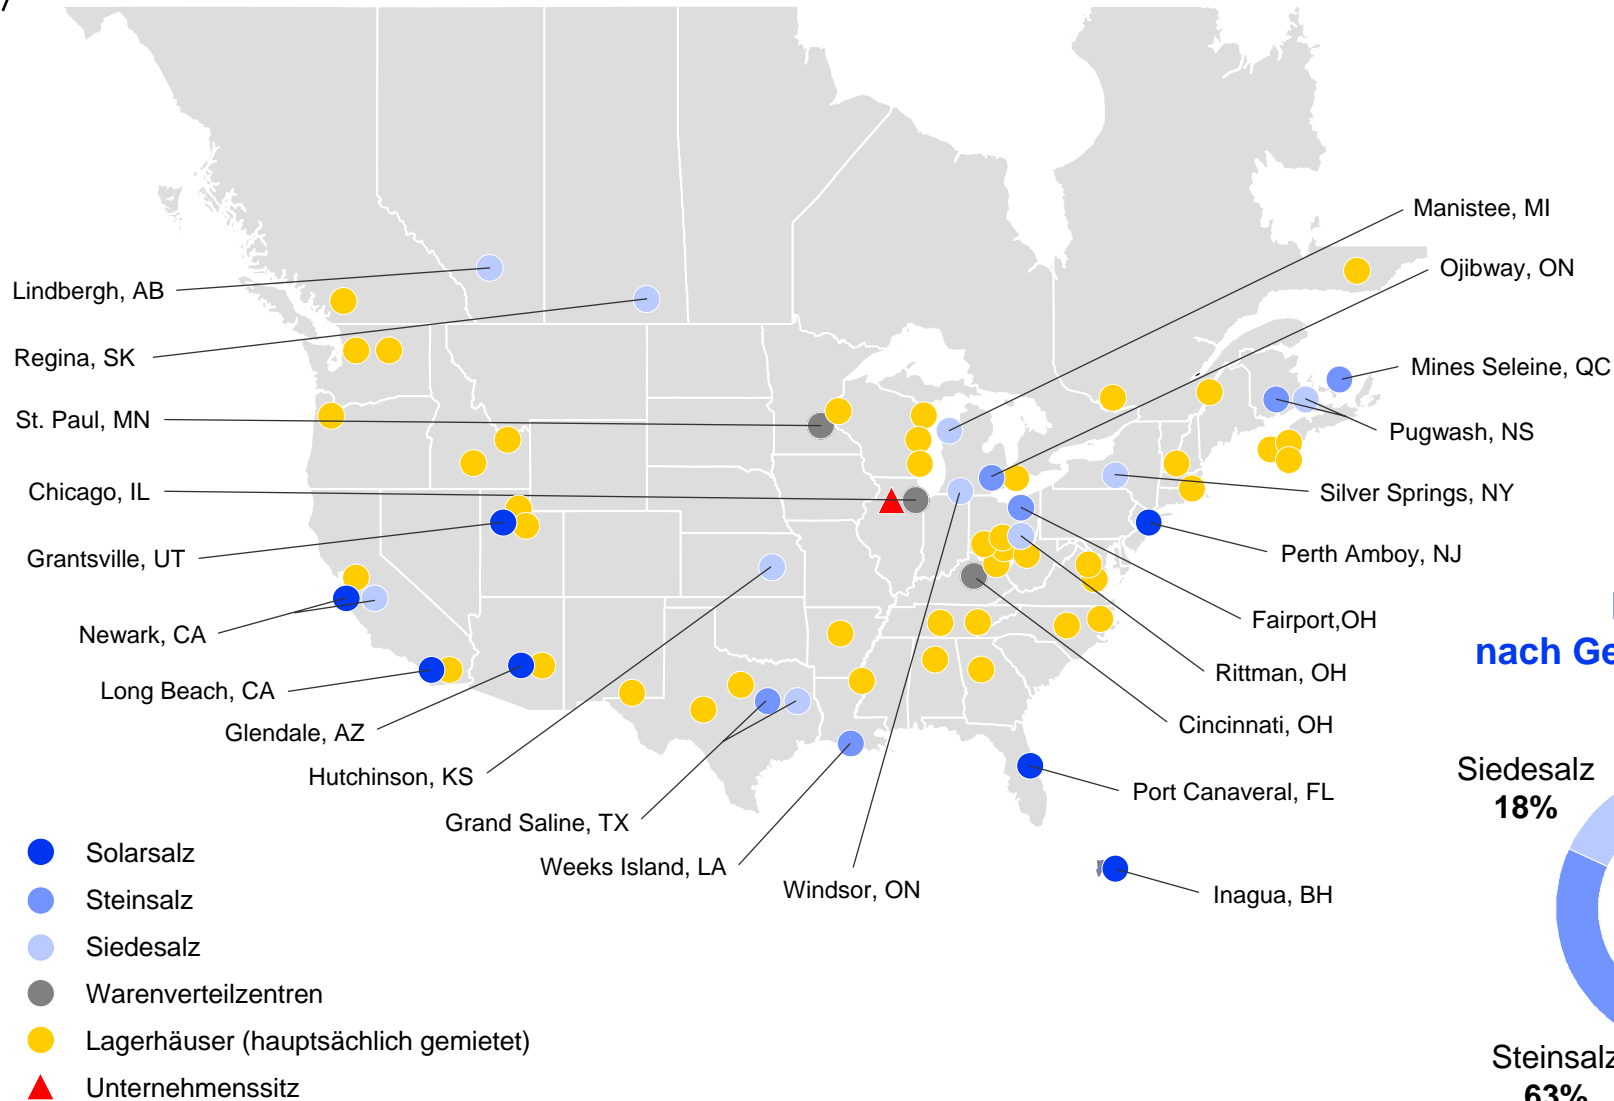 Manistee, MI
Ojibway, ON
Lindbergh, AB
Regina, SK
Mines Seleine, QC
St. Paul, MN
Pugwash, NS
Chicago, IL
Silver Springs, NY
Grantsville, UT
Perth Amboy, NJ
Newark, CA
Fairport,OH
nach Ge
Rittman, OH
Long Beach, CA
Glendale, AZ
Cincinnati, OH
Hutchinson, KS
Port Canaveral, FL
Siedesalz
18%
Grand Saline, TX
Weeks Island, LA
Windsor, ON
Inagua, BH
Solarsalz
Steinsalz
Siedesalz
Warenverteilzentren
Lagerhäuser (hauptsächlich gemietet)
Unternehmenssitz
Steinsalz
63%